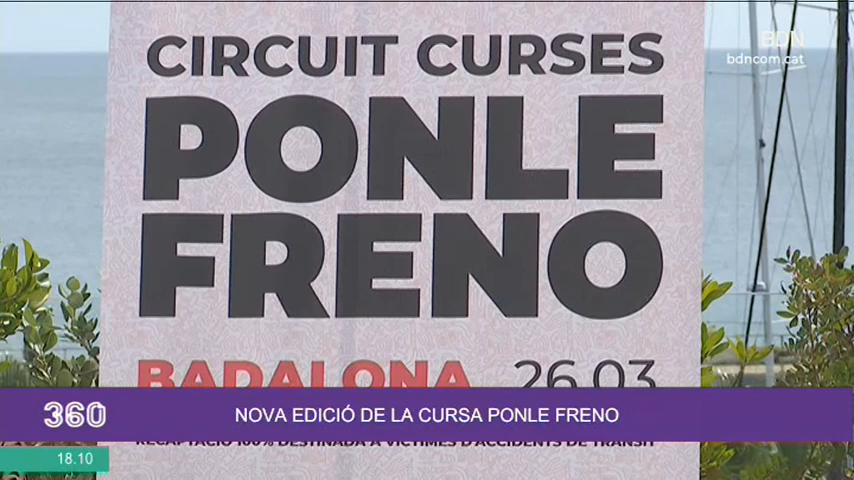 BDN
bdncom.cat
CIRCUIT CURSES
PONLE
FRENO
BADALONA 26.03
360 NOVA EDICIÓ DE LA CURSA PONLE FRENO
RECAPTACIÓ 100% DESTINADA A VÍCTIMES D'ACCIDENTS DE TRÀNSIT
18.10